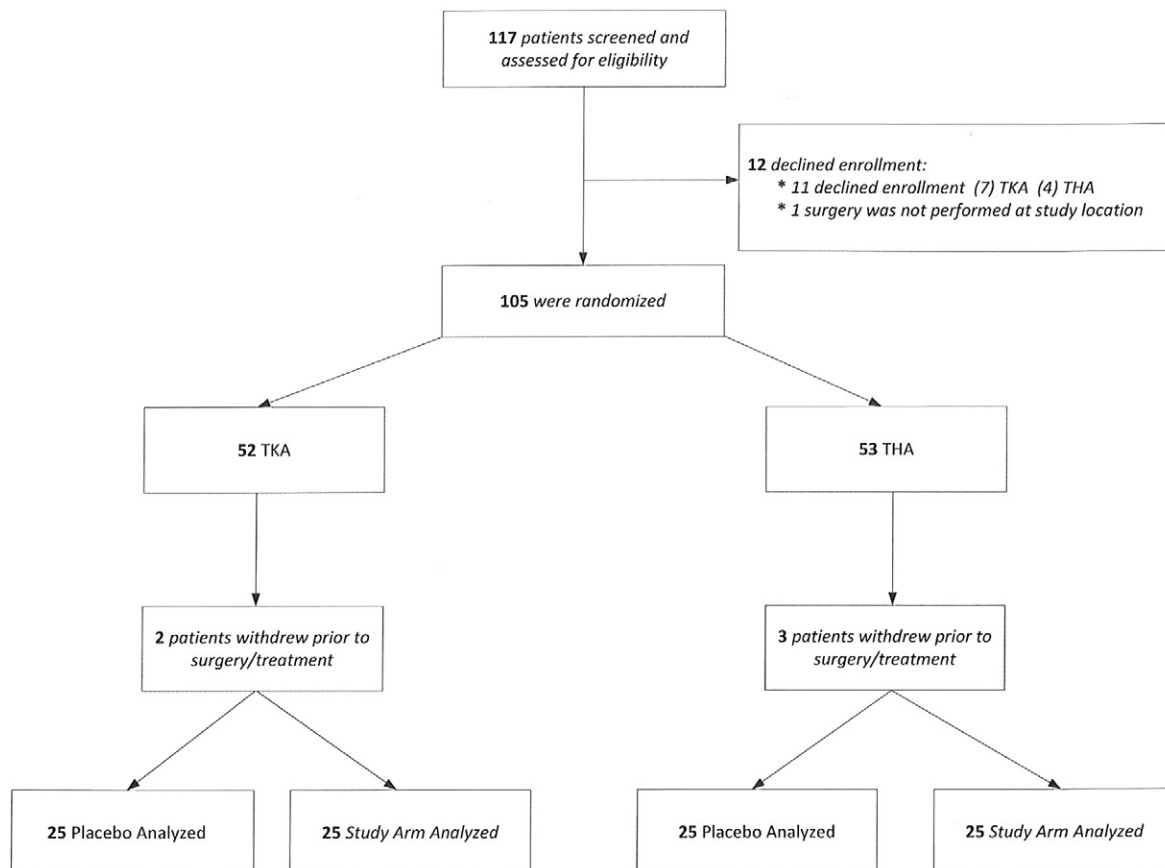 117 patients screened and
assessed for eligibility
12 declined enrollment:
* 11 declined enrollment (7) TKA (4) THA
* 1 surgery was not performed at study location
105 were randomized
52 TKA
53 THA
2 patients withdrew prior to
surgery/treatment
3 patients withdrew prior to
surgery/treatment
25 Placebo Analyzed
25 Study Arm Analyzed
25 Placebo Analyzed
25 Study Arm Analyzed